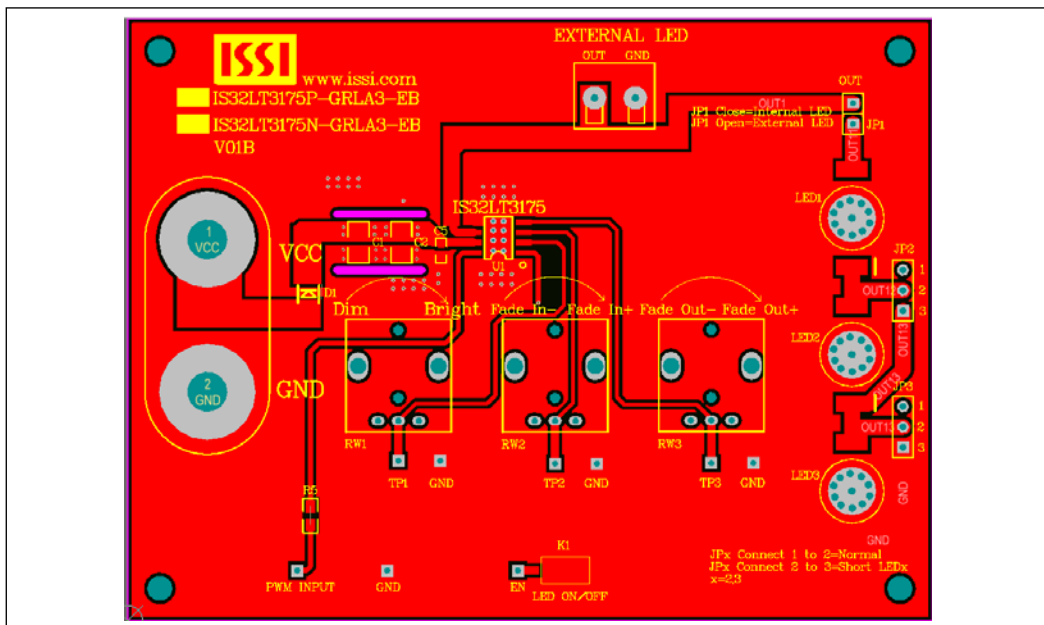 EXTERNAL LED
OUT GND
ISSI
www.issi.com
IS32LT3175P-GRLA3-EB
IS32LT3175N-GRLA3-EB
V01B
OUT
OUT1
JP1 Close=Internal LED
JP1 Open=External LED
JP1
OUT11
LED1
IS32LT3175
1
VCC
VCC
C1
C2
C5
U1
D1
JP2
1
OUT12
2
3
OUT13
Dim Bright
Fade In- Fade In+
Fade Out- Fade Out+
LED2
OUT13
JP3
1
OUT13
2
3
2
GND
GND
RW1
RW2
RW3
TP1 GND
TP2 GND
TP3 GND
LED3
GND
GND
R5
K1
PWM INPUT
GND
EN
LED ON/OFF
JPx Connect 1 to 2=Normal
JPx Connect 2 to 3=Short LEDx
x=2,3